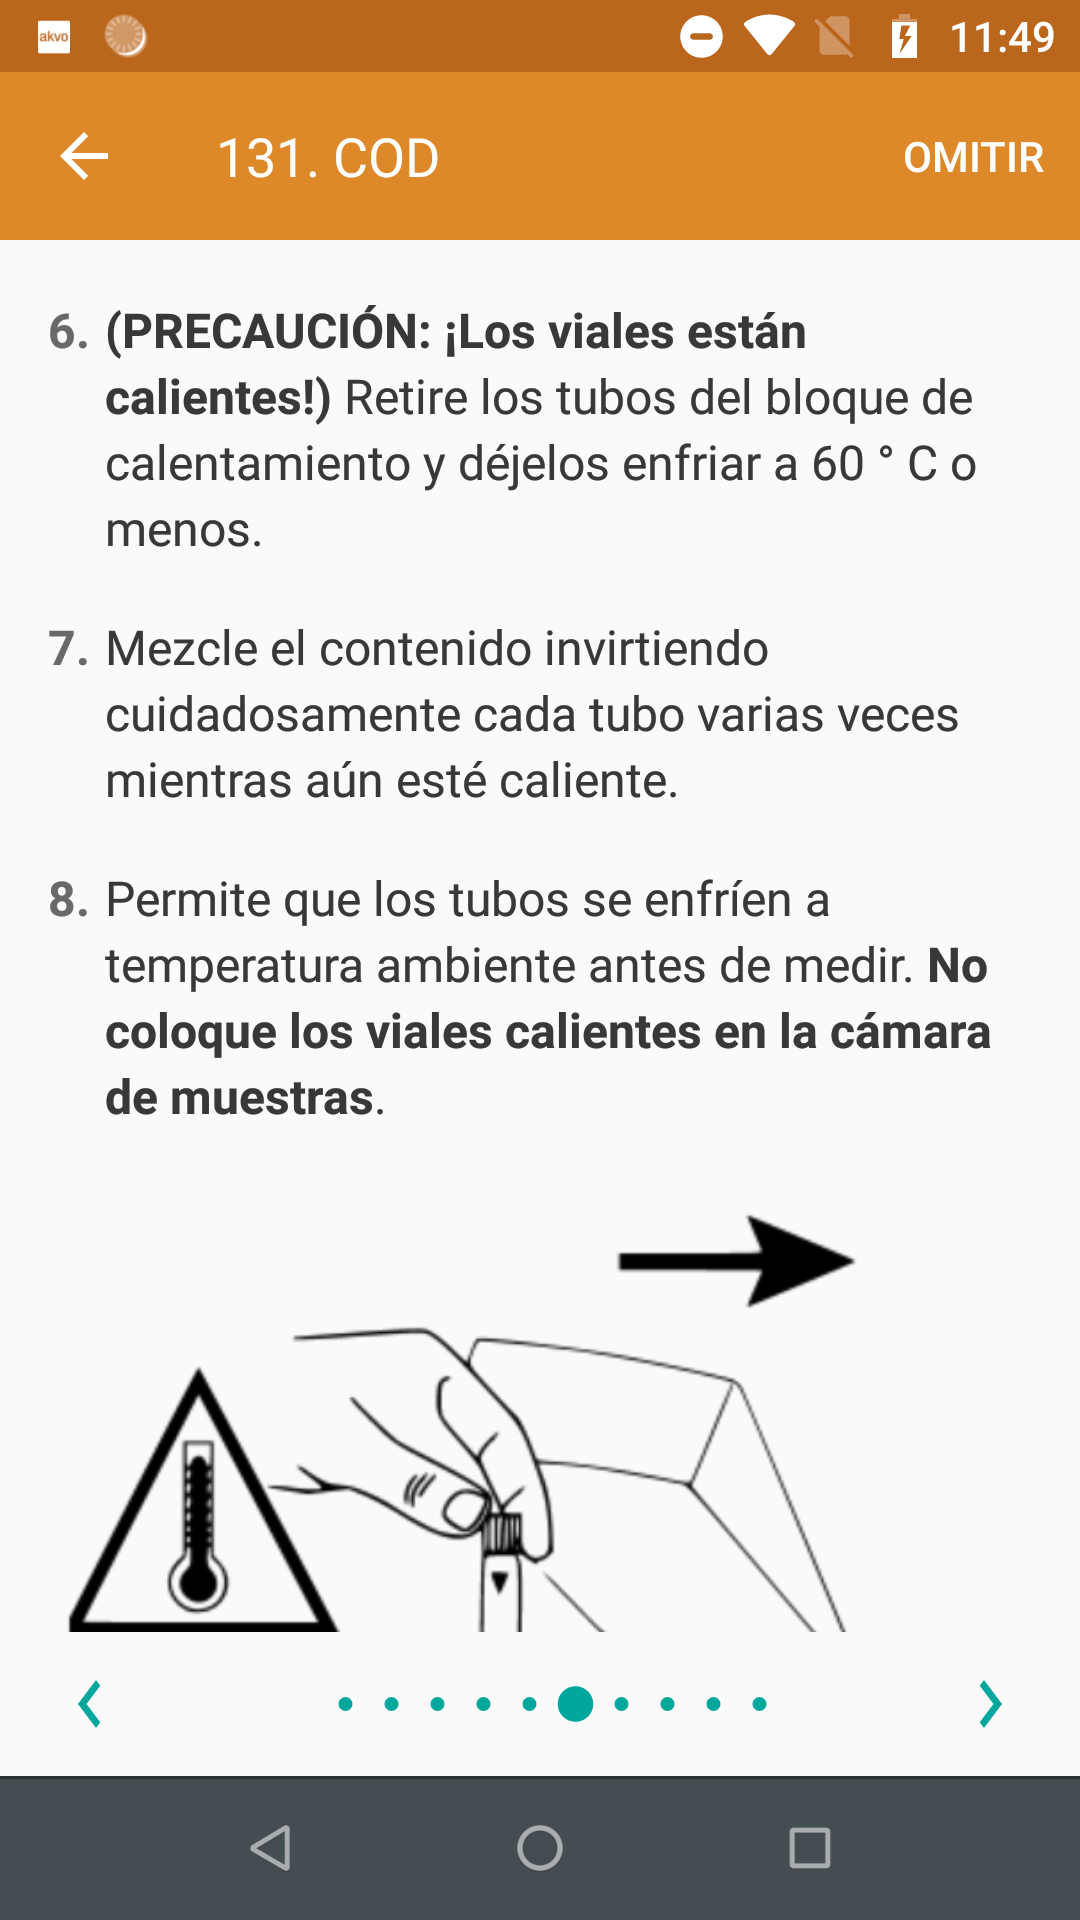 akvo
11:49
131. COD
OMITIR
6. (PRECAUCIÓN: ¡Los viales están
calientes!) Retire los tubos del bloque de
calentamiento y déjelos enfriar a 60 ° C o
menos.
7. Mezcle el contenido invirtiendo
cuidadosamente cada tubo varias veces
mientras aún esté caliente.
8. Permite que los tubos se enfríen a
temperatura ambiente antes de medir. No
coloque los viales calientes en la cámara
de muestras.